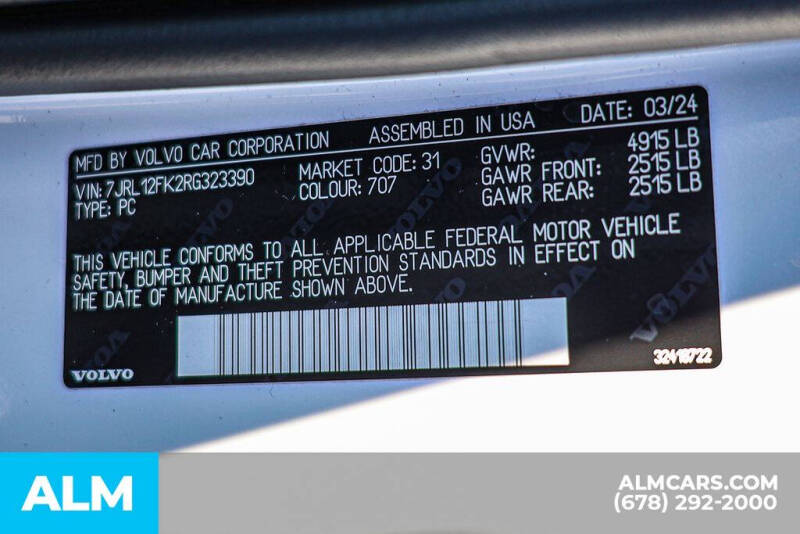 MFD BY VOLVO CAR CORPORATION ASSEMBLED IN USA DATE: 03/24
VIN: 7JRL12FK2RG323390 MARKET CODE: 31 GVWR: 4915 LB
TYPE: PC COLOUR: 707 GAWR FRONT: 2515 LB
GAWR REAR: 2515 LB
THIS VEHICLE CONFORMS TO ALL APPLICABLE FEDERAL MOTOR VEHICLE
SAFETY, BUMPER AND THEFT PREVENTION STANDARDS IN EFFECT ON
THE DATE OF MANUFACTURE SHOWN ABOVE.
VOLVO 32418722
ALM
ALMCARS.COM
(678) 292-2000